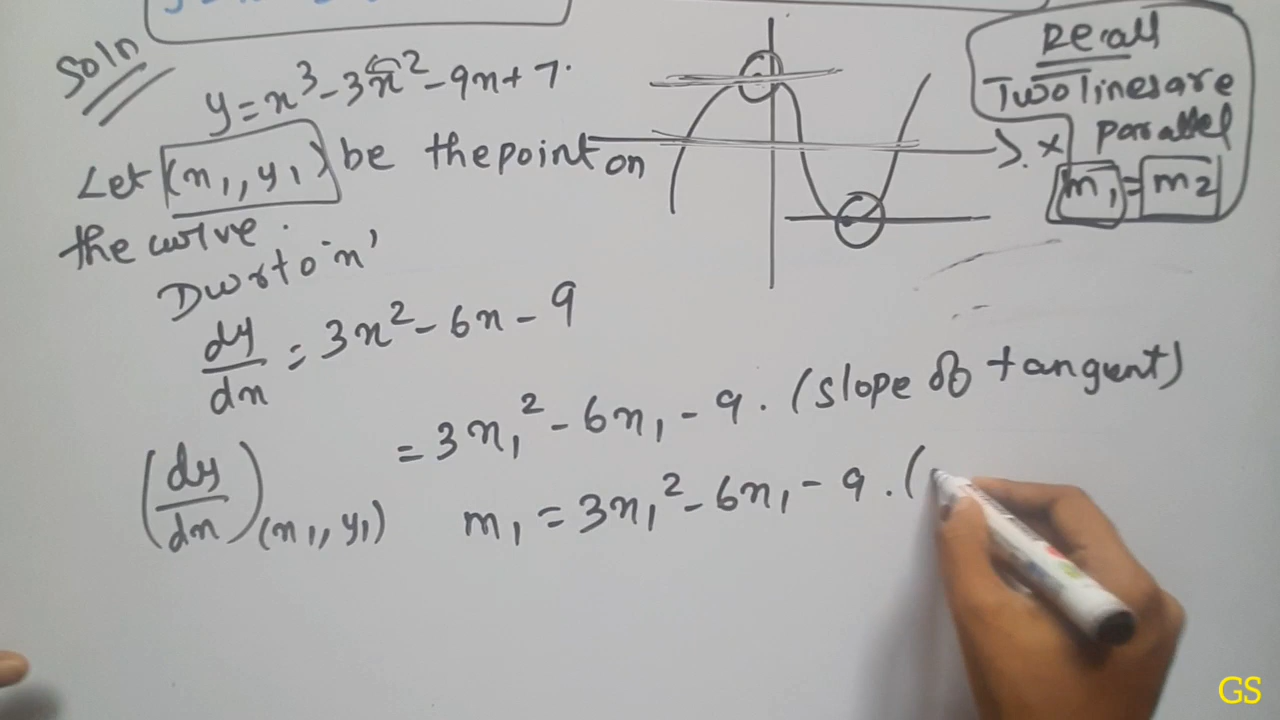 Soln
y = x³ - 3x² - 9x + 7.
Let (x₁, y₁) be the point on
the curve.
D w r to 'x'
dy/dx = 3x² - 6x - 9
(dy/dx)(x₁, y₁) = 3x₁² - 6x₁ - 9. (slope of tangent)
m₁ = 3x₁² - 6x₁ - 9. (
x
Recall
Two lines are
parallel
m₁ = m₂
GS